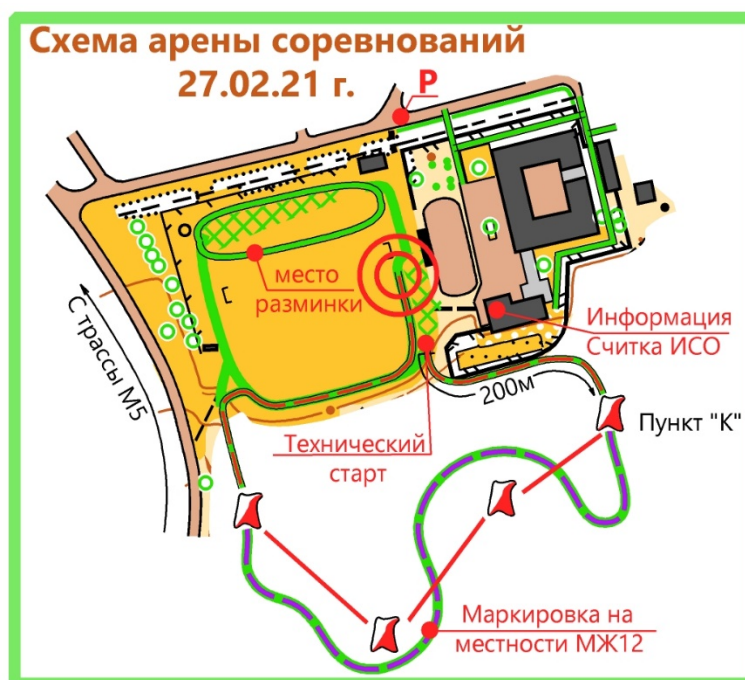 Схема арены соревнований
27.02.21 г.
P
место
разминки
С трассы М5
Информация
Считка ИСО
200м
Пункт "К"
Технический
старт
Маркировка на
местности МЖ12